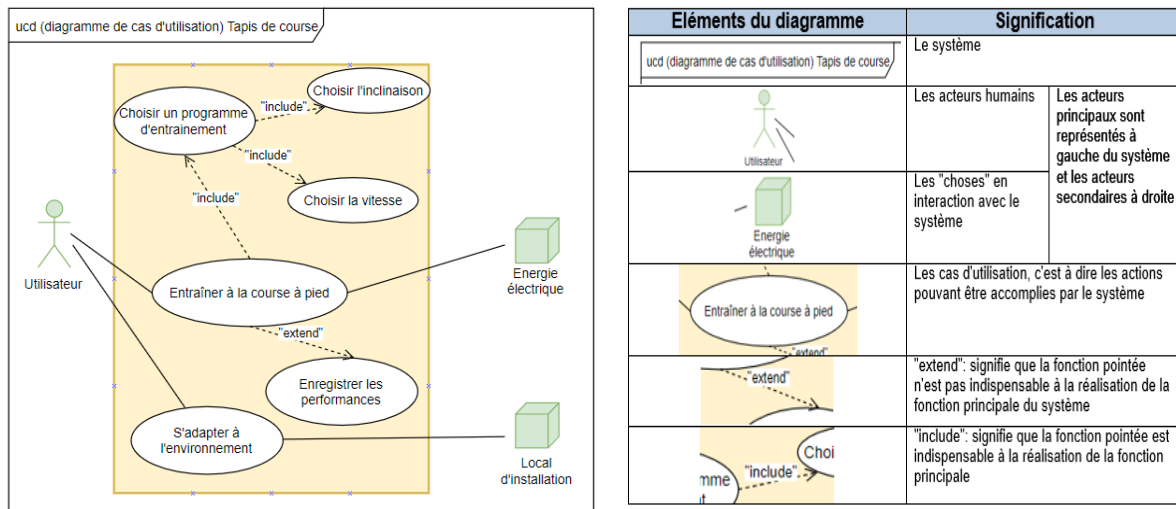 ucd (diagramme de cas d'utilisation) Tapis de course
Choisir l'inclinaison
"include"
Choisir un programme
d'entrainement
"include"
"include"
Choisir la vitesse
Utilisateur
Entraîner à la course à pied
Energie
électrique
"extend"
Enregistrer les
performances
S'adapter à
l'environnement
Local
d'installation
Eléments du diagramme
Signification
ucd (diagramme de cas d'utilisation) Tapis de course
Le système
Utilisateur
Les acteurs humains
Les acteurs
principaux sont
représentés à
gauche du système
et les acteurs
secondaires à droite
Energie
électrique
Les "choses" en
interaction avec le
système
Entraîner à la course à pied
"extend"
Les cas d'utilisation, c'est à dire les actions
pouvant être accomplies par le système
"extend"
"extend": signifie que la fonction pointée
n'est pas indispensable à la réalisation de la
fonction principale du système
Choi
"include"
mme
t
"include": signifie que la fonction pointée est
indispensable à la réalisation de la fonction
principale